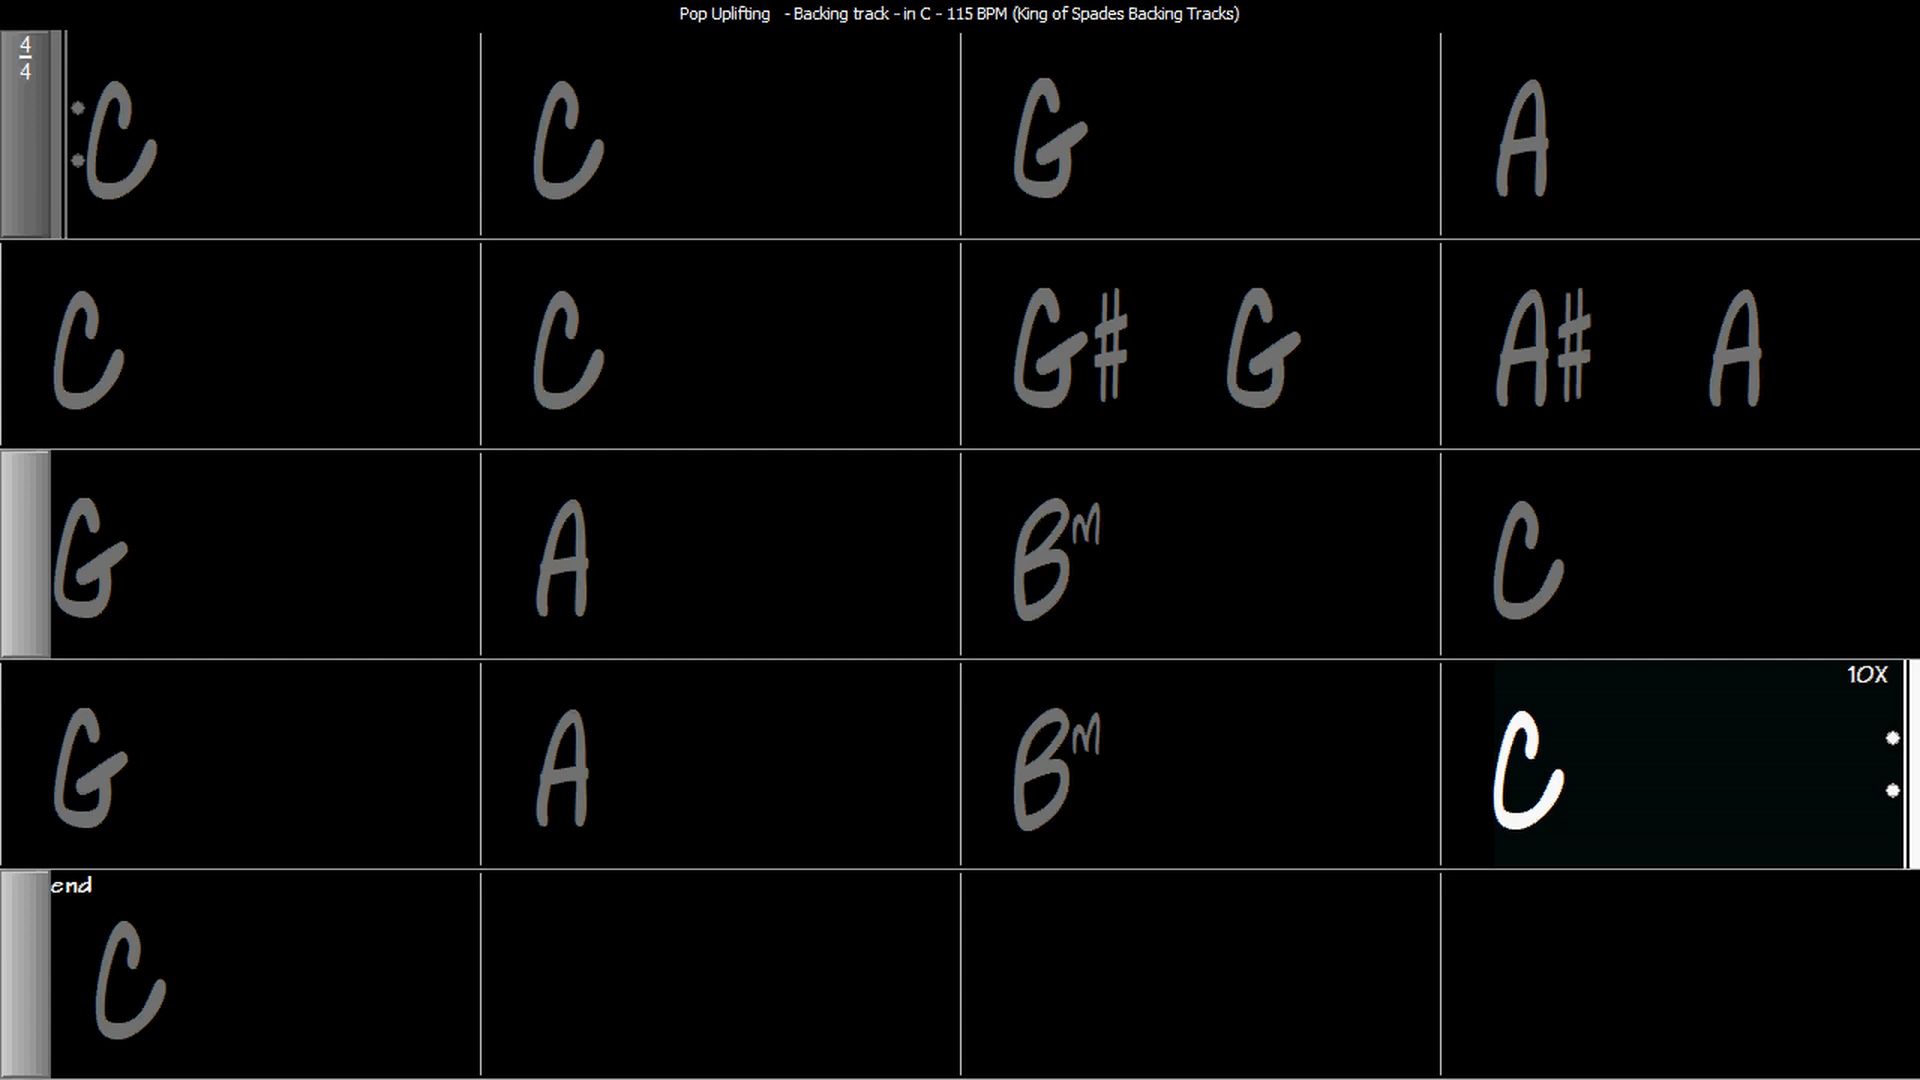 Pop Uplifting - Backing track - in C - 115 BPM (King of Spades Backing Tracks)
4
4
C C G A
C C G# G A# A
G A Bm C
10X
G A Bm C
end
C